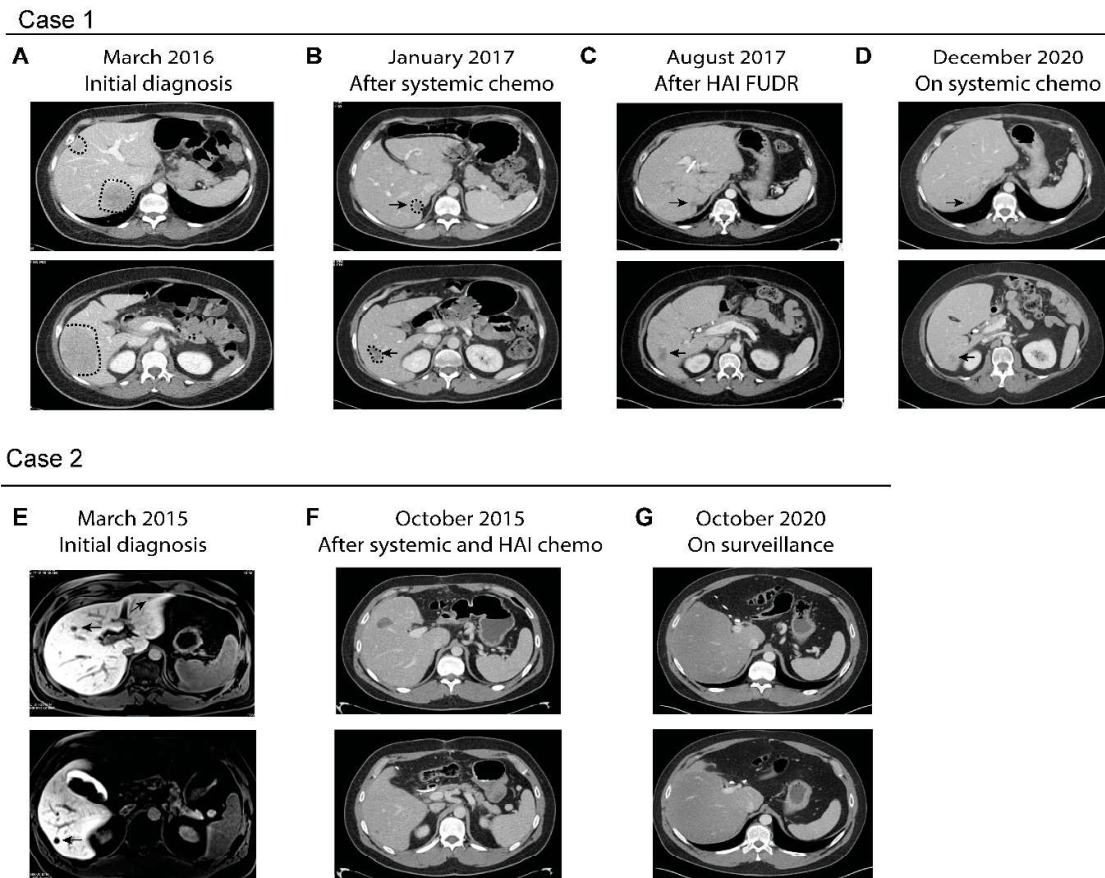 Case 1
A March 2016
Initial diagnosis
B January 2017
After systemic chemo
C August 2017
After HAI FUDR
D December 2020
On systemic chemo
Case 2
E March 2015
Initial diagnosis
F October 2015
After systemic and HAI chemo
G October 2020
On surveillance